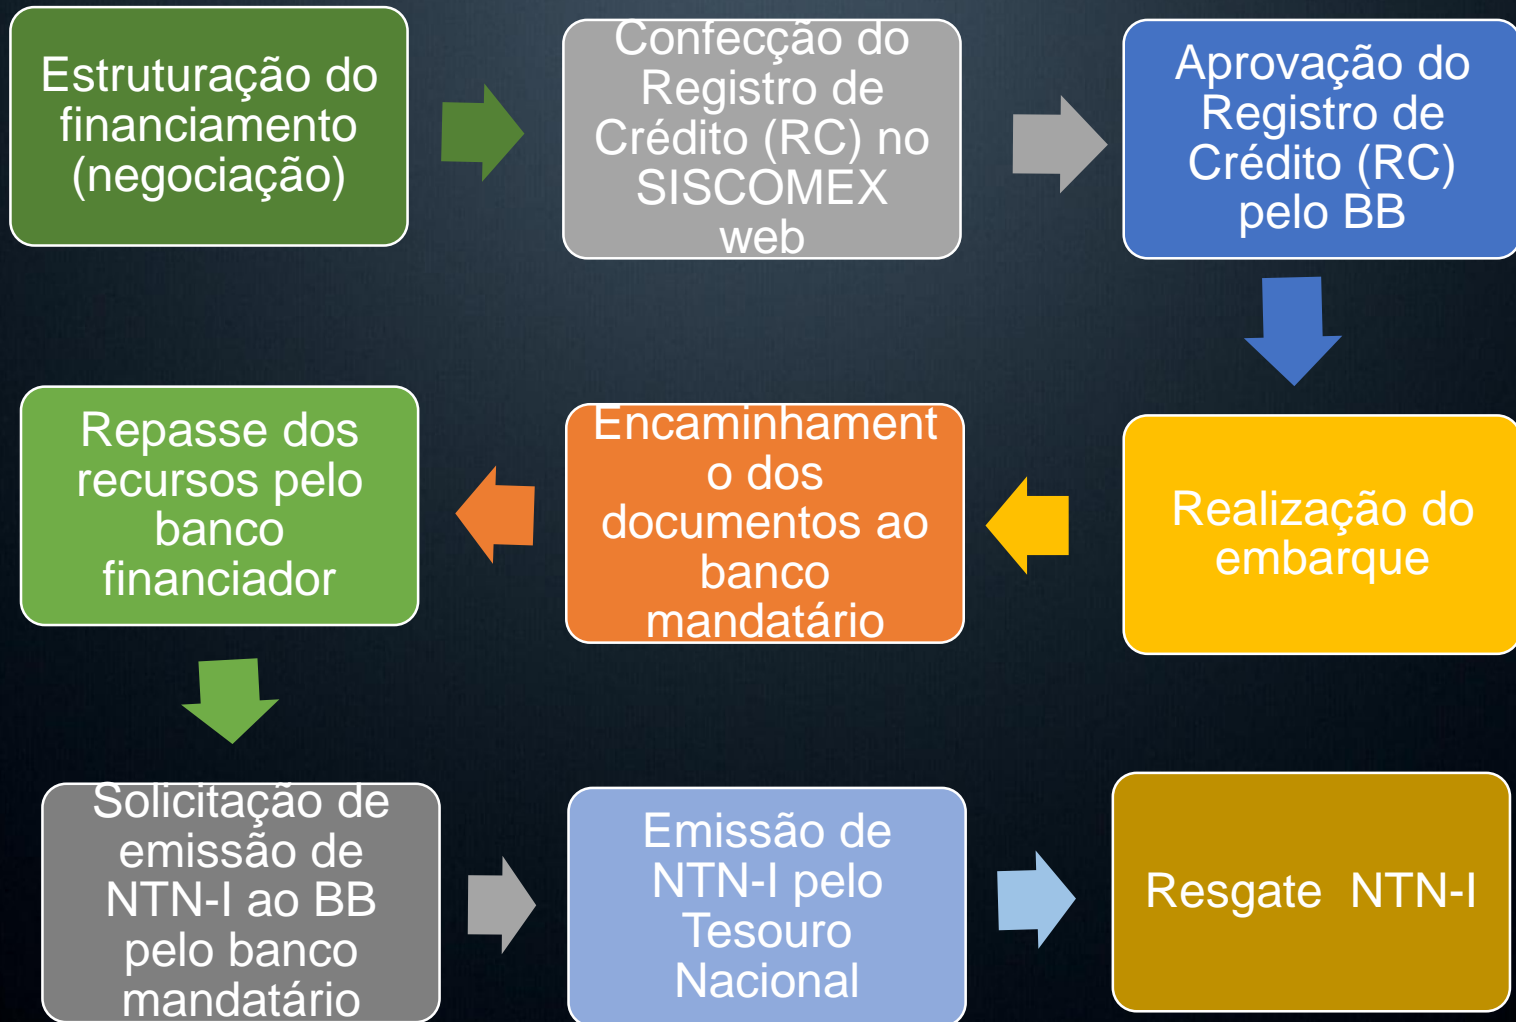 Estruturação do
financiamento
(negociação)
Confecção do
Registro de
Crédito (RC) no
SISCOMEX
web
Aprovação do
Registro de
Crédito (RC)
pelo BB
Realização do
embarque
Encaminhament
o dos
documentos ao
banco
mandatário
Repasse dos
recursos pelo
banco
financiador
Solicitação de
emissão de
NTN-I ao BB
pelo banco
mandatário
Emissão de
NTN-I pelo
Tesouro
Nacional
Resgate NTN-I